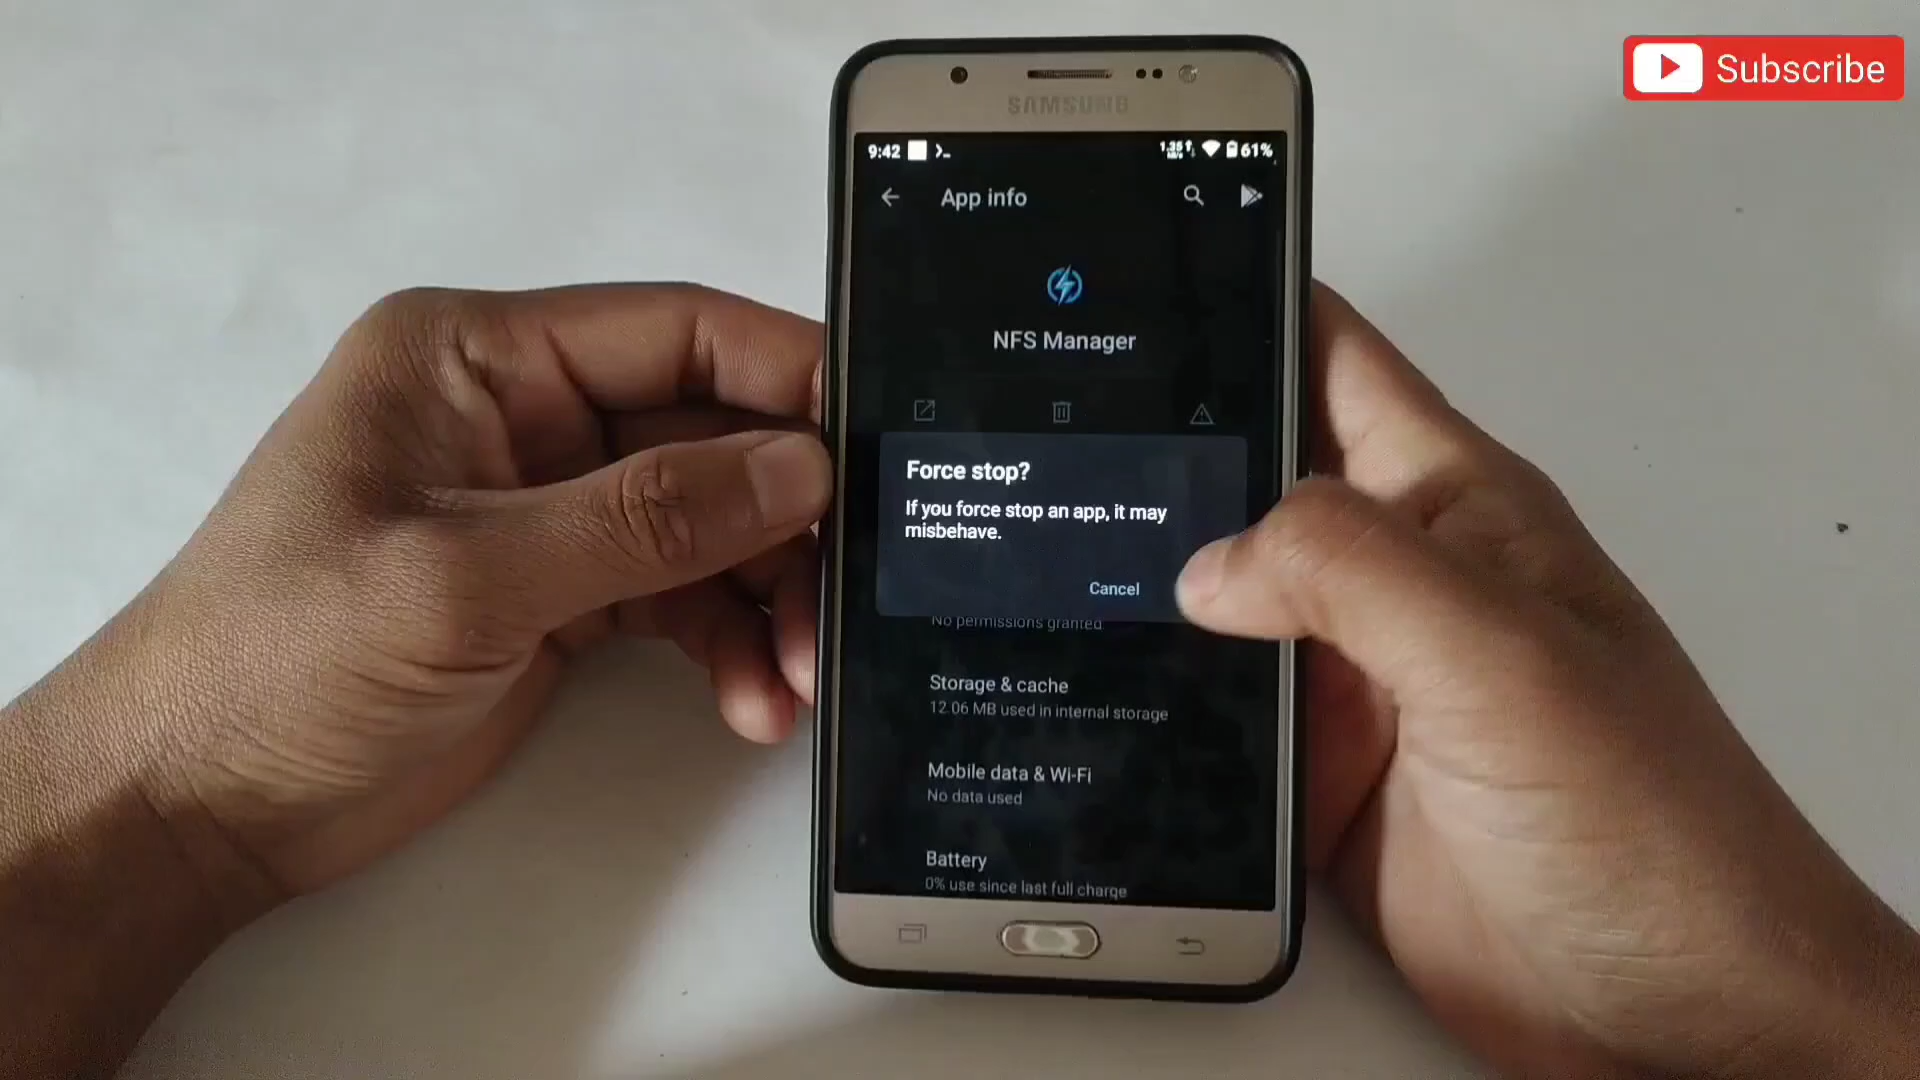 Subscribe
SAMSUNG
9:42 61%
App info
NFS Manager
Force stop?
If you force stop an app, it may
misbehave.
Cancel
No permissions granted
Storage & cache
12.06 MB used in internal storage
Mobile data & Wi-Fi
No data used
Battery
0% use since last full charge